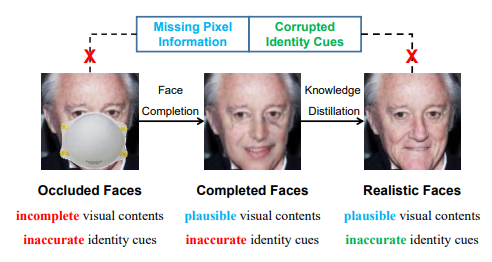 Missing Pixel Information
Corrupted Identity Cues
X
X
Face Completion
Knowledge Distillation
Occluded Faces
Completed Faces
Realistic Faces
incomplete visual contents
plausible visual contents
plausible visual contents
inaccurate identity cues
inaccurate identity cues
inaccurate identity cues